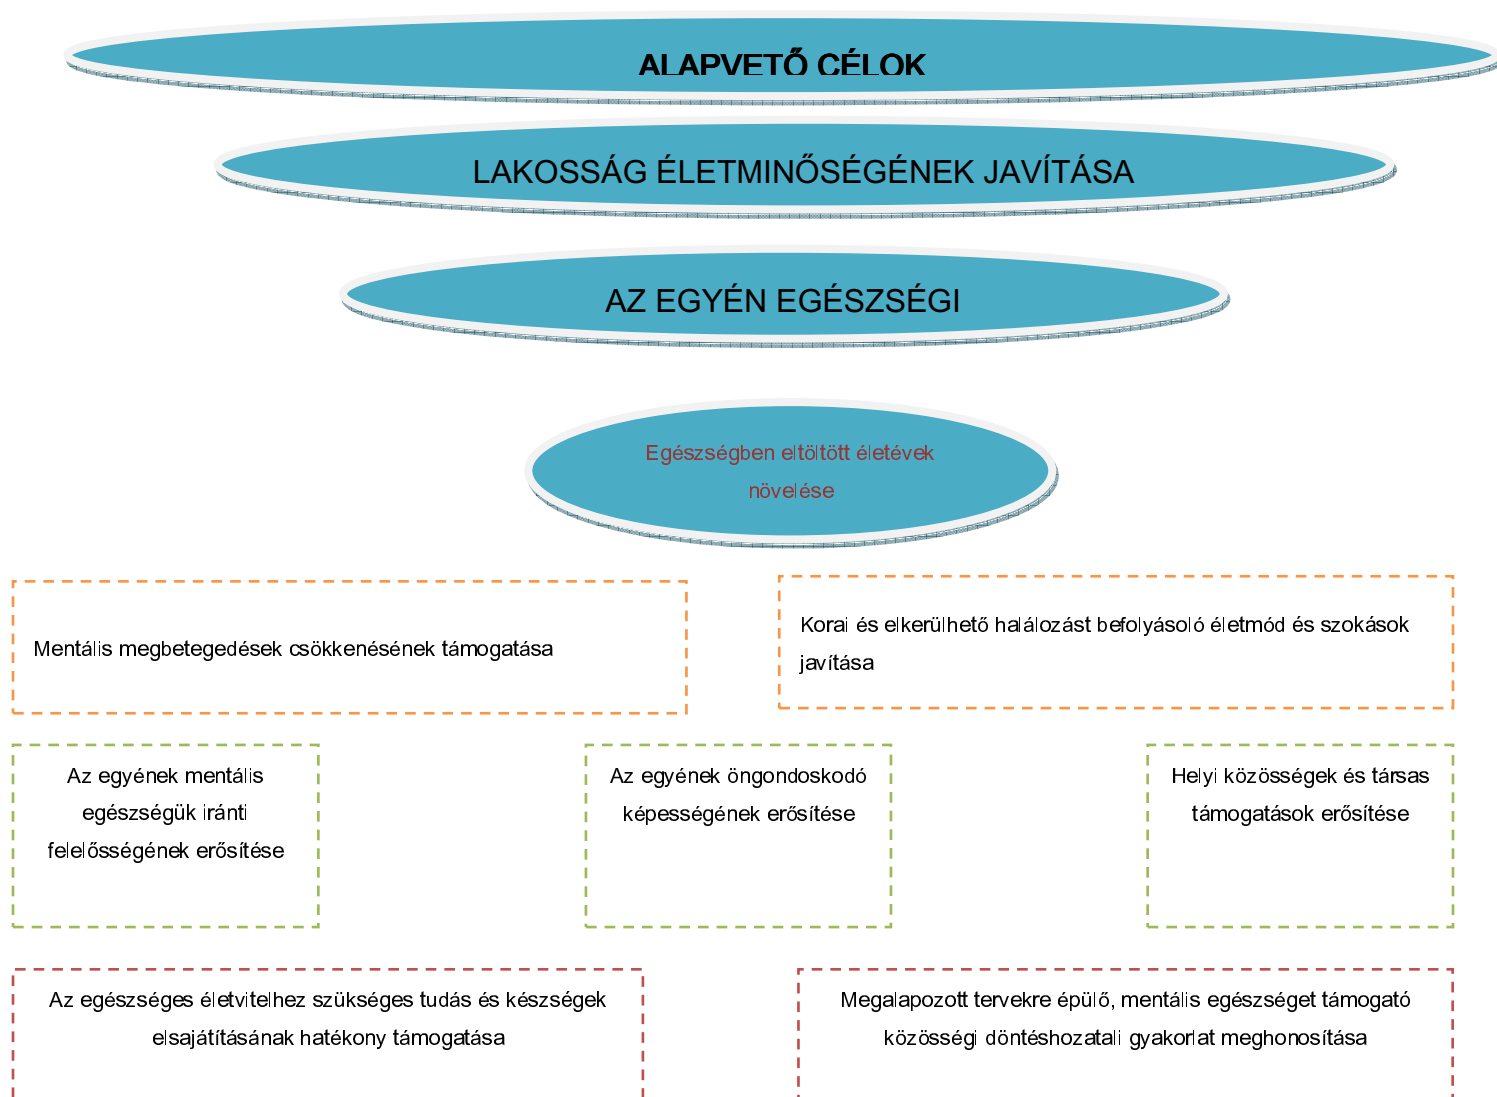 ALAPVETŐ CÉLOK
LAKOSSÁG ÉLETMINŐSÉGÉNEK JAVÍTÁSA
AZ EGYÉN EGÉSZSÉGI
Egészségben eltöltött életévek
növelése
Mentális megbetegedések csökkenésének támogatása
Korai és elkerülhető halálozást befolyásoló életmód és szokások
javítása
Az egyének mentális
egészségük iránti
felelősségének erősítése
Az egyének öngondoskodó
képességének erősítése
Helyi közösségek és társas
támogatások erősítése
Az egészséges életvitelhez szükséges tudás és készségek
elsajátításának hatékony támogatása
Megalapozott tervekre épülő, mentális egészséget támogató
közösségi döntéshozatali gyakorlat meghonosítása